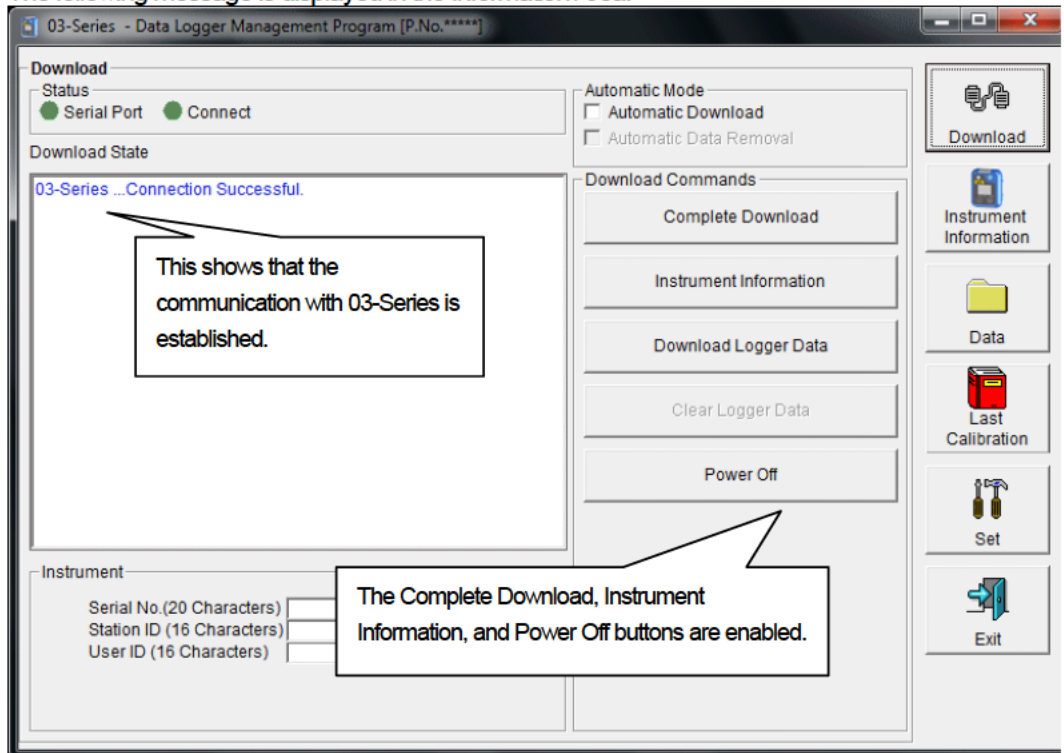 03-Series - Data Logger Management Program [P.No.*****]
Download
Status
Serial Port Connect
Download State
03-Series ...Connection Successful.
This shows that the
communication with 03-Series is
established.
Instrument
Serial No.(20 Characters)
Station ID (16 Characters)
User ID (16 Characters)
Automatic Mode
Automatic Download
Automatic Data Removal
Download Commands
Complete Download
Instrument Information
Download Logger Data
Clear Logger Data
Power Off
The Complete Download, Instrument
Information, and Power Off buttons are enabled.
Download
Instrument
Information
Data
Last
Calibration
Set
Exit